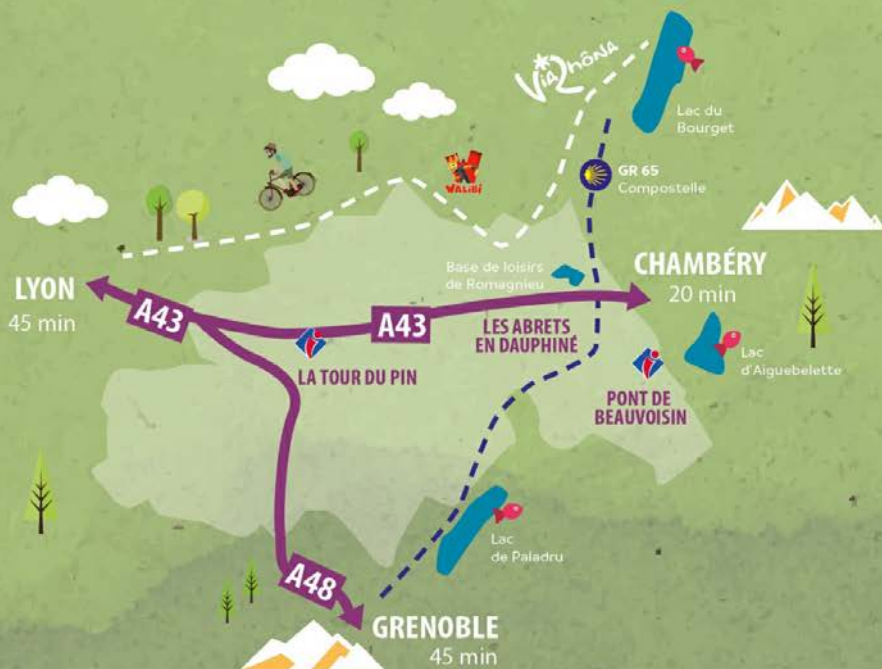 ViaRhôna
Lac du
Bourget
GR 65
Compostelle
WALIBI
Base de loisirs
de Romagnieu
CHAMBÉRY
20 min
LYON
45 min
A43
A43
LES ABRETS
EN DAUPHINÉ
LA TOUR DU PIN
Lac
d'Aiguebelette
PONT DE
BEAUVOISIN
Lac
de Paladru
A48
GRENOBLE
45 min